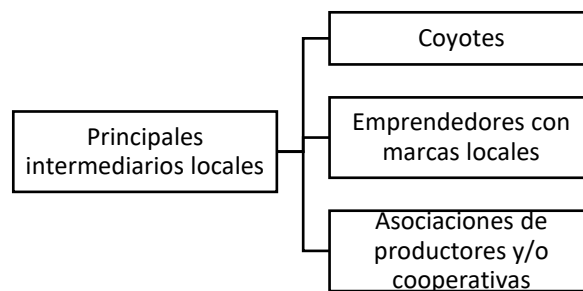 Principales
intermediarios locales
Coyotes
Emprendedores con
marcas locales
Asociaciones de
productores y/o
cooperativas